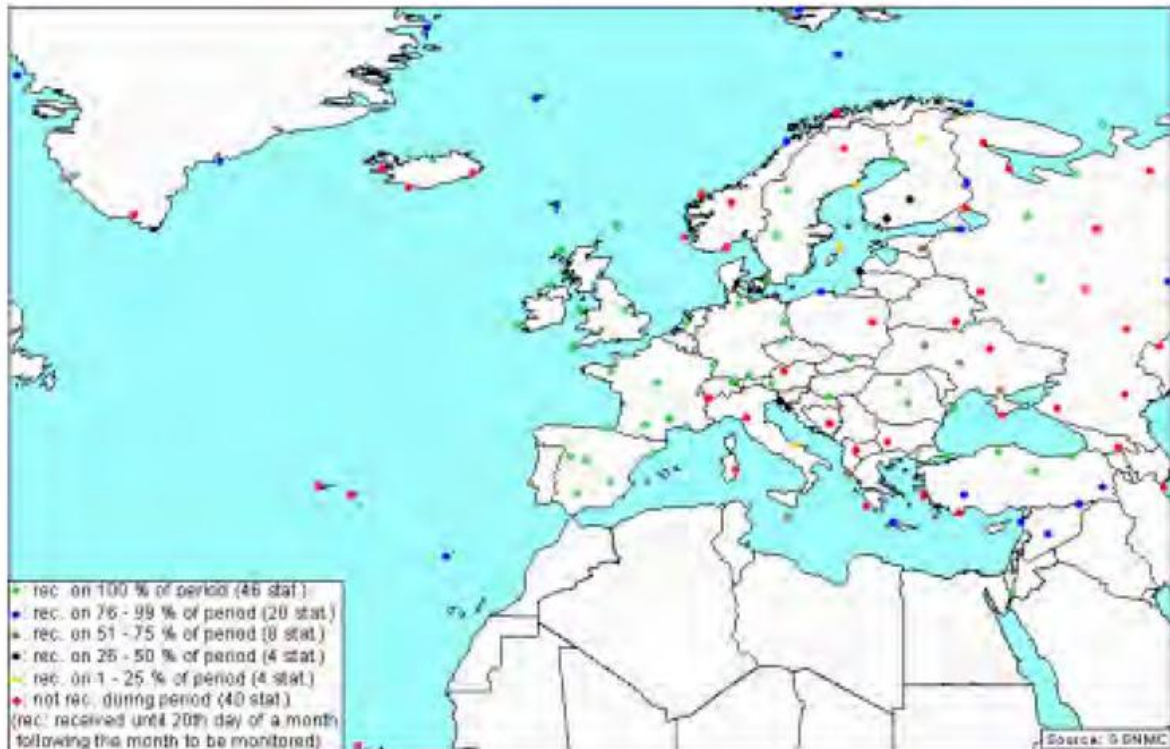 : rec. on 100 % of period (46 stat.)
: rec. on 76 - 99 % of period (20 stat.)
: rec. on 51 - 75 % of period (8 stat.)
: rec. on 26 - 50 % of period (4 stat.)
: rec. on 1 - 25 % of period (4 stat.)
: not rec. during period (40 stat.)
(rec.: received until 20th day of a month
following the month to be monitored)
Source: GSNMC